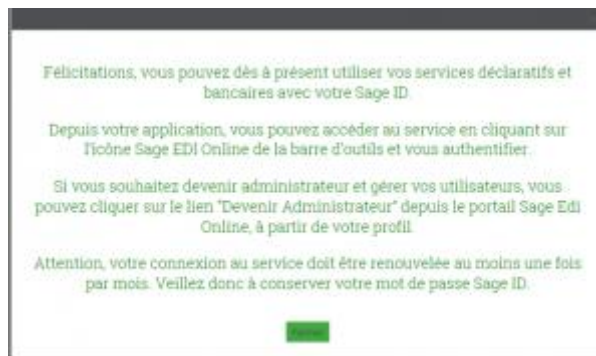 Félicitations, vous pouvez dès à présent utiliser vos services déclaratifs et
bancaires avec votre Sage ID.
Depuis votre application, vous pouvez accéder au service en cliquant sur
l'icône Sage EDI Online de la barre d'outils et vous authentifier.
Si vous souhaitez devenir administrateur et gérer vos utilisateurs, vous
pouvez cliquer sur le lien "Devenir Administrateur" depuis le portail Sage Edi
Online, à partir de votre profil.
Attention, votre connexion au service doit être renouvelée au moins une fois
par mois. Veillez donc à conserver votre mot de passe Sage ID.